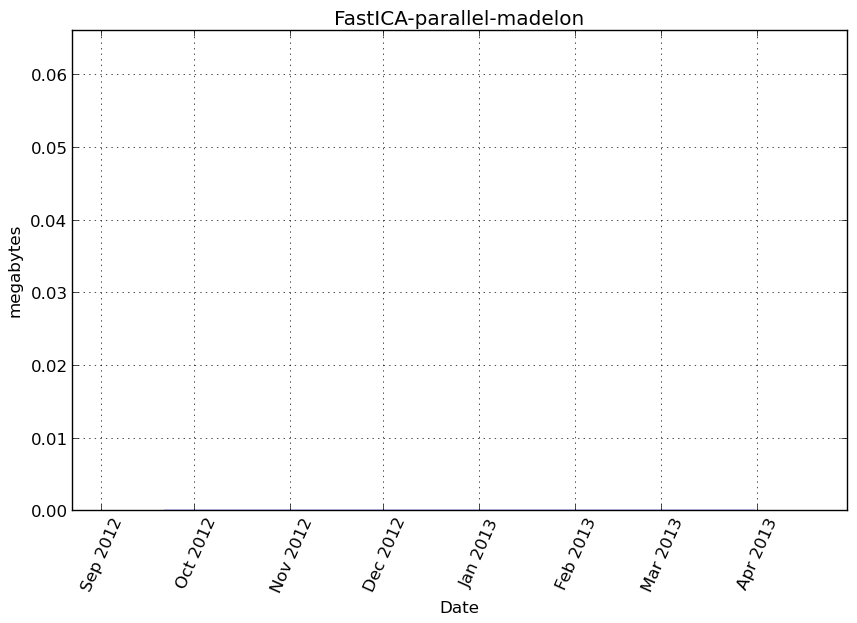 FastICA-parallel-madelon
0.06
0.05
0.04
0.03
0.02
0.01
0.00
megabytes
Sep 2012
Oct 2012
Nov 2012
Dec 2012
Jan 2013
Feb 2013
Mar 2013
Apr 2013
Date